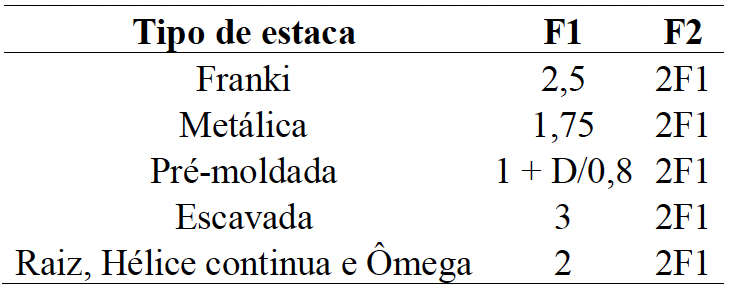 Tipo de estaca F1 F2
Franki 2,5 2F1
Metálica 1,75 2F1
Pré-moldada 1 + D/0,8 2F1
Escavada 3 2F1
Raiz, Hélice continua e Ômega 2 2F1